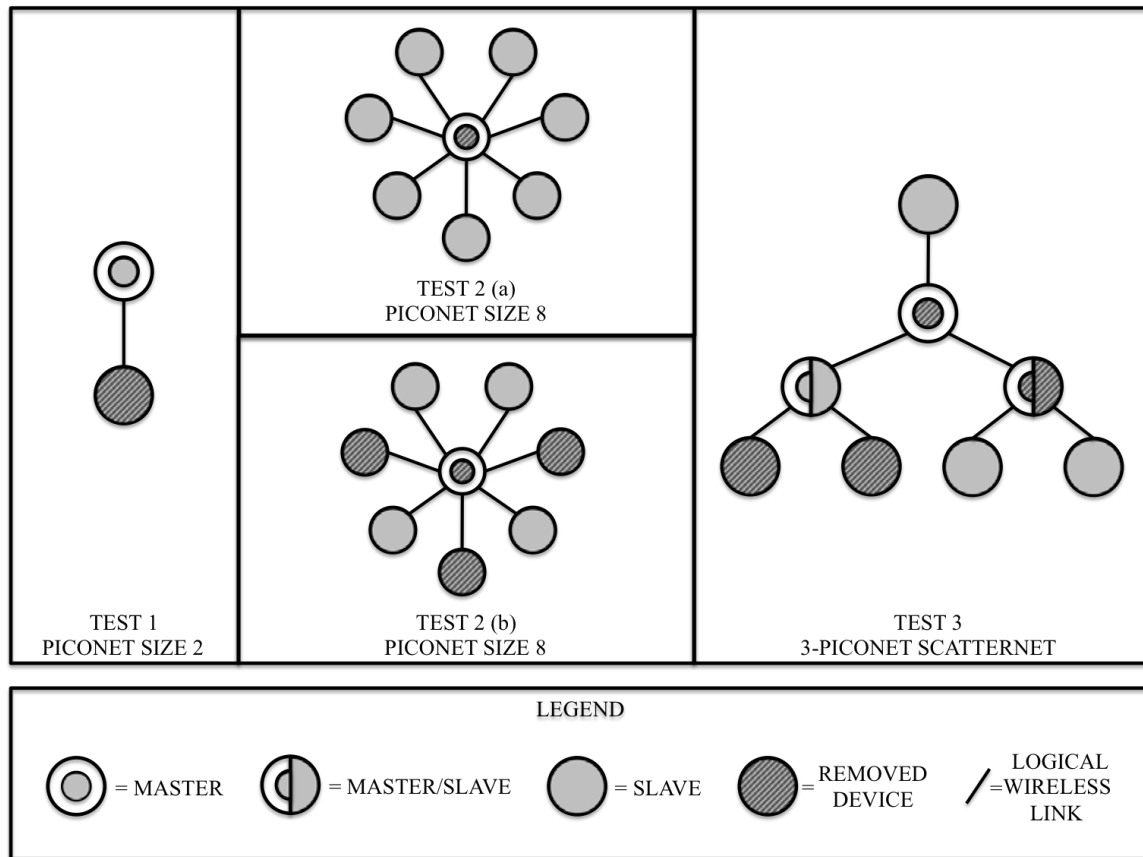 TEST 1
PICONET SIZE 2
TEST 2 (a)
PICONET SIZE 8
TEST 2 (b)
PICONET SIZE 8
TEST 3
3-PICONET SCATTERNET
LEGEND
= MASTER
= MASTER/SLAVE
= SLAVE
= REMOVED
DEVICE
LOGICAL
=WIRELESS
LINK